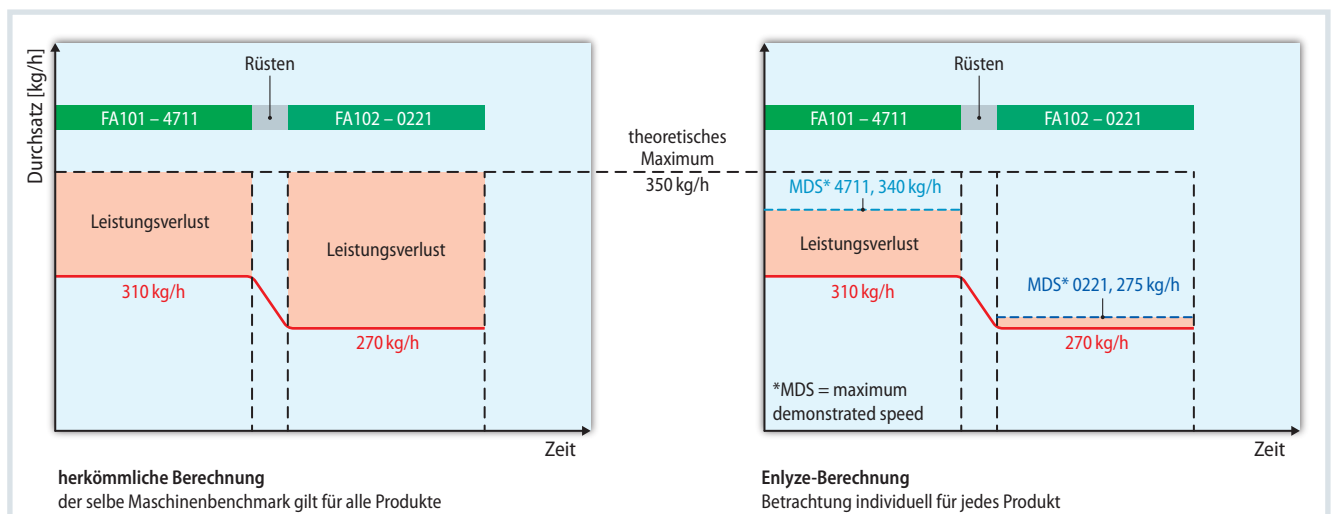 Durchsatz [kg/h]
Rüsten
FA101 – 4711
FA102 – 0221
Leistungsverlust
Leistungsverlust
310 kg/h
270 kg/h
Zeit
herkömmliche Berechnung
der selbe Maschinenbenchmark gilt für alle Produkte
theoretisches
Maximum
350 kg/h
Rüsten
FA101 – 4711
FA102 – 0221
MDS* 4711, 340 kg/h
Leistungsverlust
310 kg/h
MDS* 0221, 275 kg/h
270 kg/h
*MDS = maximum
demonstrated speed
Zeit
Enlyze-Berechnung
Betrachtung individuell für jedes Produkt